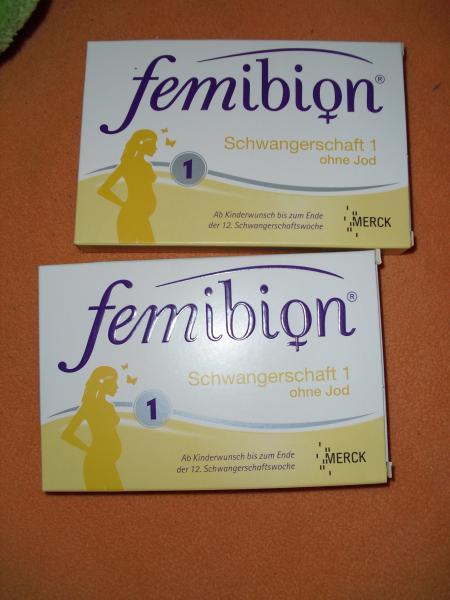 femibion®
Schwangerschaft 1
ohne Jod
1
Ab Kinderwunsch bis zum Ende
der 12. Schwangerschaftswoche
MERCK
femibion®
Schwangerschaft 1
ohne Jod
1
Ab Kinderwunsch bis zum Ende
der 12. Schwangerschaftswoche
MERCK